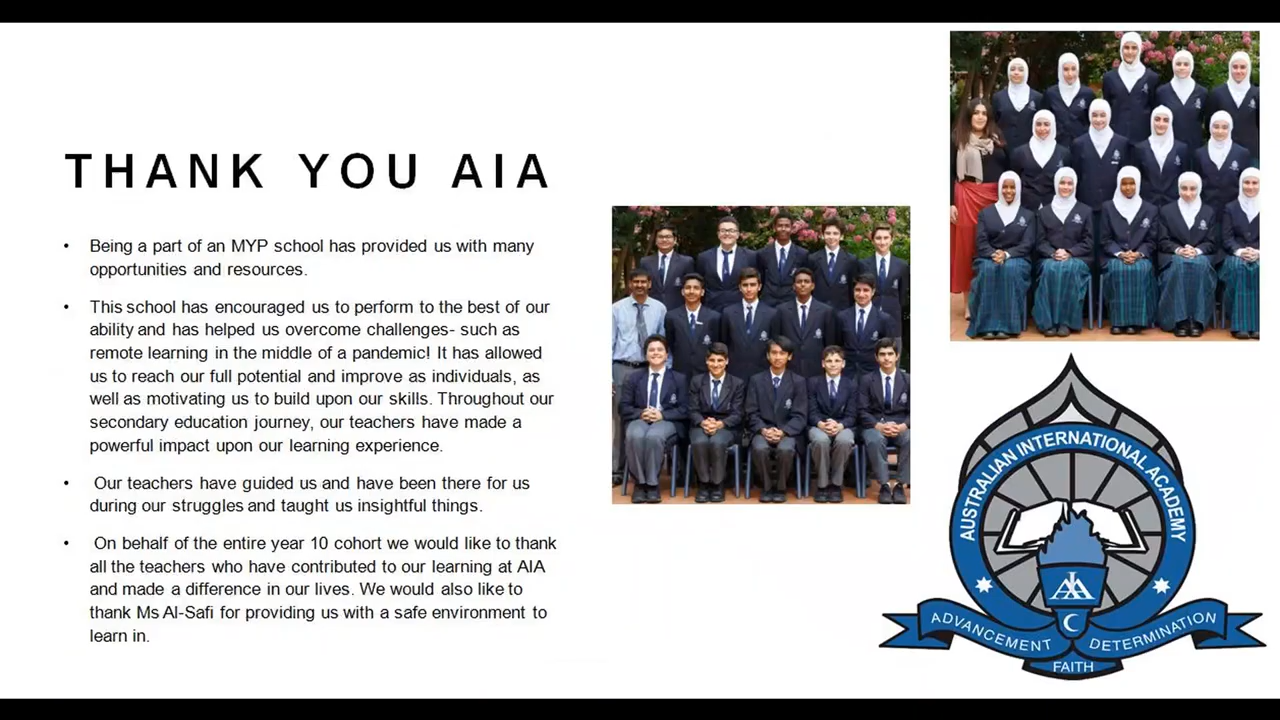 THANK YOU AIA
• Being a part of an MYP school has provided us with many
opportunities and resources.
• This school has encouraged us to perform to the best of our
ability and has helped us overcome challenges- such as
remote learning in the middle of a pandemic! It has allowed
us to reach our full potential and improve as individuals, as
well as motivating us to build upon our skills. Throughout our
secondary education journey, our teachers have made a
powerful impact upon our learning experience.
• Our teachers have guided us and have been there for us
during our struggles and taught us insightful things.
• On behalf of the entire year 10 cohort we would like to thank
all the teachers who have contributed to our learning at AIA
and made a difference in our lives. We would also like to
thank Ms Al-Safi for providing us with a safe environment to
learn in.
AUSTRALIAN INTERNATIONAL ACADEMY
AIA
ADVANCEMENT DETERMINATION
FAITH